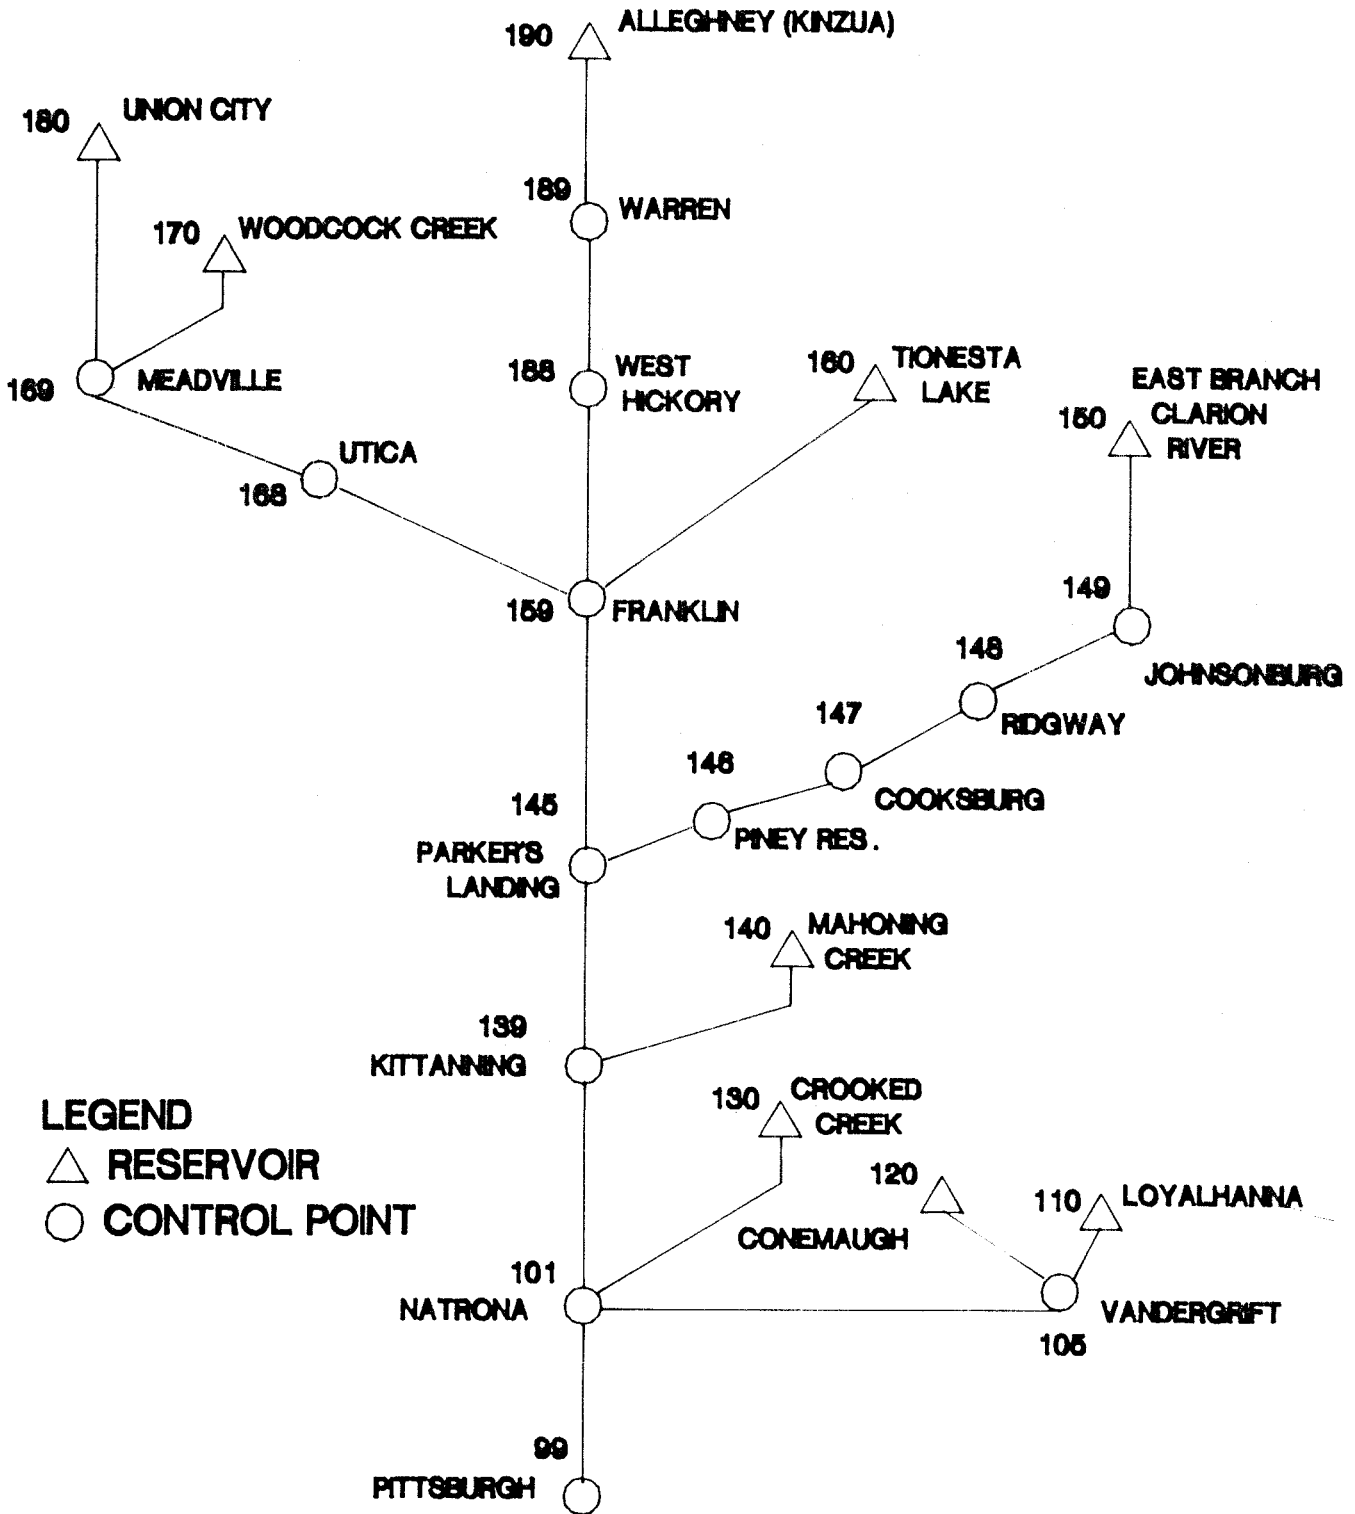 190 ALLEGHNEY (KINZUA)
180 UNION CITY
189 WARREN
170 WOODCOCK CREEK
188 WEST
HICKORY
160 TIONESTA
LAKE
150 EAST BRANCH
CLARION
RIVER
169 MEADVILLE
UTICA
168
159 FRANKLIN
149
JOHNSONBURG
148
RIDGWAY
147
COOKSBURG
146
PINEY RES.
145
PARKER'S
LANDING
140 MAHONING
CREEK
139
KITTANNING
130 CROOKED
CREEK
LEGEND
RESERVOIR
CONTROL POINT
120
CONEMAUGH
110 LOYALHANNA
101
NATRONA
VANDERGRIFT
105
99
PITTSBURGH